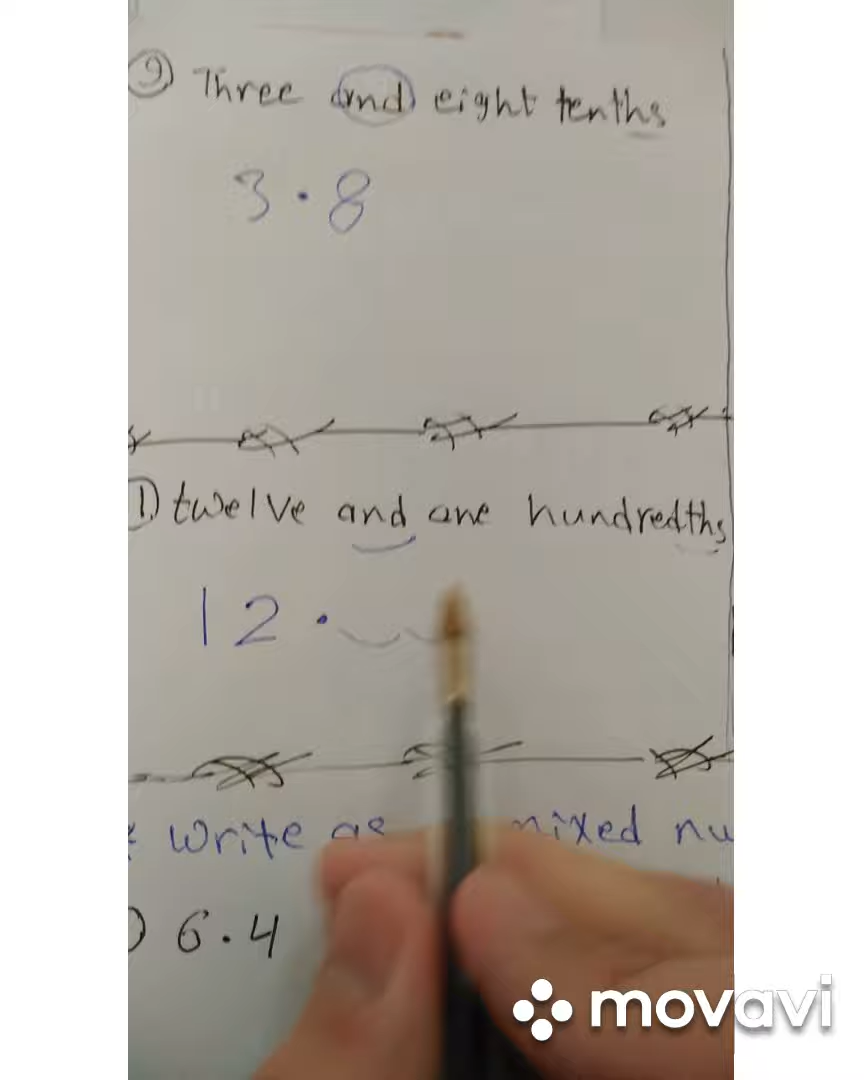 9 Three and eight tenths
3.8
1. twelve and one hundredths
12.
write as mixed nu
) 6.4
movavi